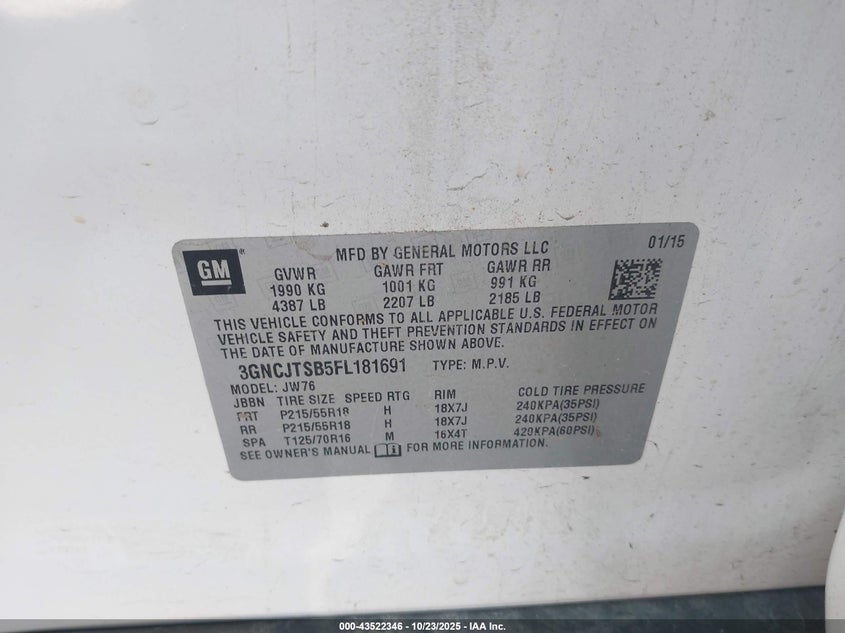 GM ®
MFD BY GENERAL MOTORS LLC 01/15
GVWR GAWR FRT GAWR RR
1990 KG 1001 KG 991 KG
4387 LB 2207 LB 2185 LB
THIS VEHICLE CONFORMS TO ALL APPLICABLE U.S. FEDERAL MOTOR
VEHICLE SAFETY AND THEFT PREVENTION STANDARDS IN EFFECT ON
THE DATE OF MANUFACTURE SHOWN ABOVE.
3GNCJTSB5FL181691 TYPE: M.P.V.
MODEL: JW76
JBBN TIRE SIZE SPEED RTG RIM COLD TIRE PRESSURE
FRT P215/55R18 H 18X7J 240KPA(35PSI)
RR P215/55R18 H 18X7J 240KPA(35PSI)
SPA T125/70R16 M 16X4T 420KPA(60PSI)
SEE OWNER'S MANUAL FOR MORE INFORMATION.
000-43522346 - 10/23/2025 - IAA Inc.